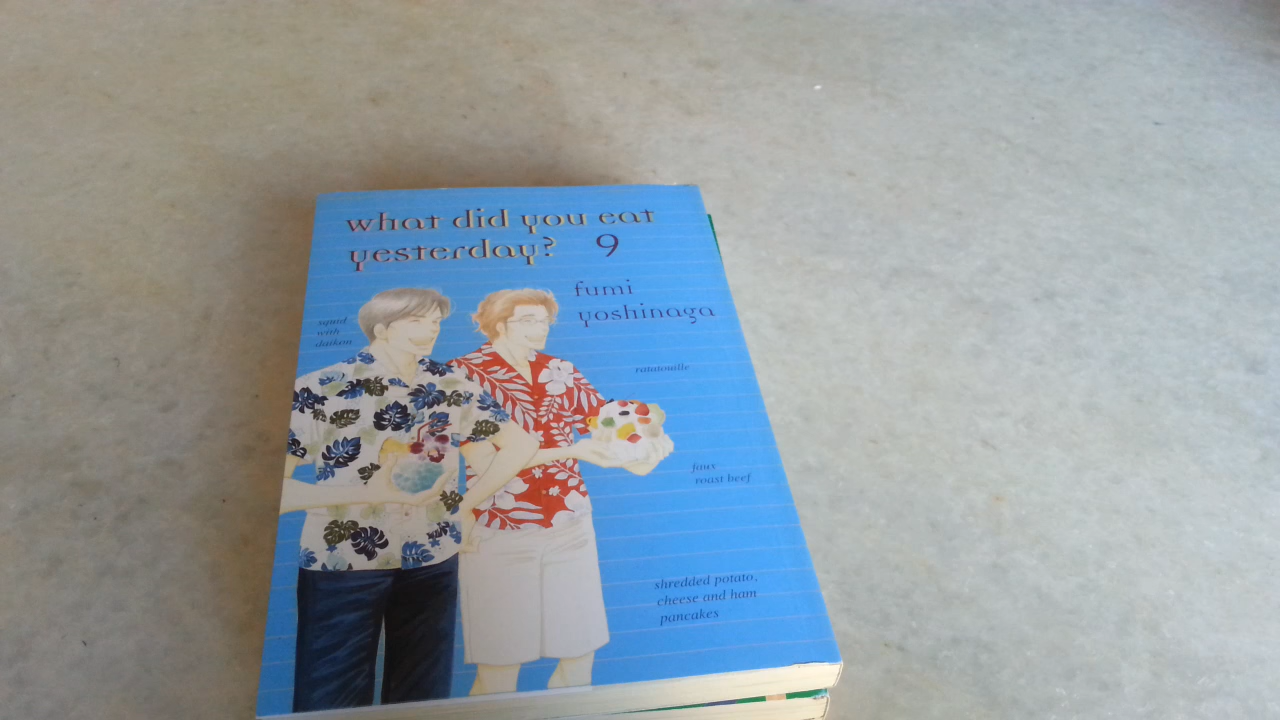 what did you eat
yesterday? 9
fumi
yoshinaga
squid
with
daikon
ratatouille
faux
roast beef
shredded potato,
cheese and ham
pancakes